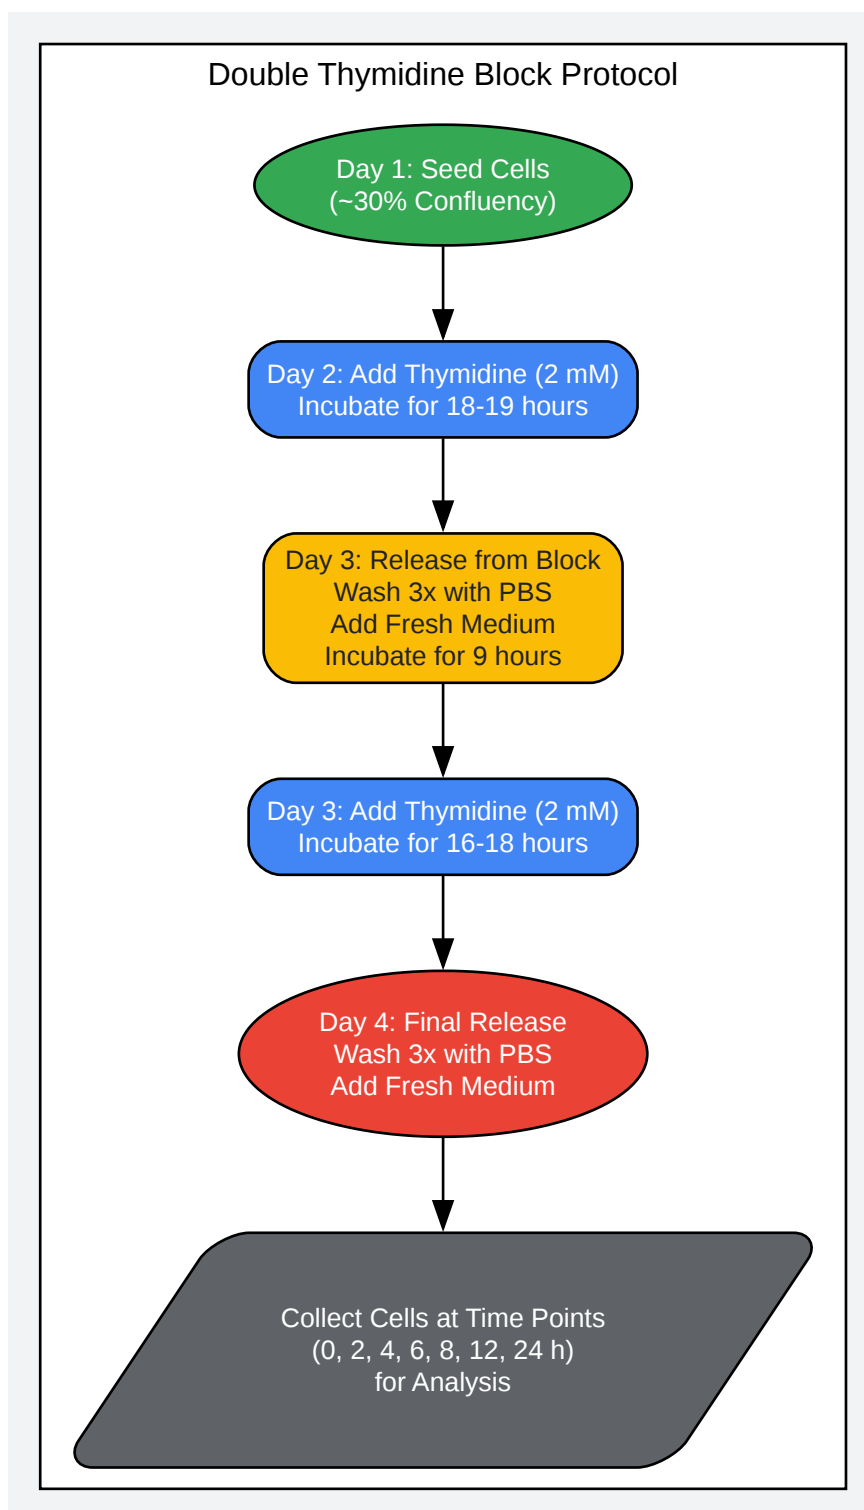 Double Thymidine Block Protocol
Day 1: Seed Cells
(~30% Confluency)
Day 2: Add Thymidine (2 mM)
Incubate for 18-19 hours
Day 3: Release from Block
Wash 3x with PBS
Add Fresh Medium
Incubate for 9 hours
Day 3: Add Thymidine (2 mM)
Incubate for 16-18 hours
Day 4: Final Release
Wash 3x with PBS
Add Fresh Medium
Collect Cells at Time Points
(0, 2, 4, 6, 8, 12, 24 h)
for Analysis